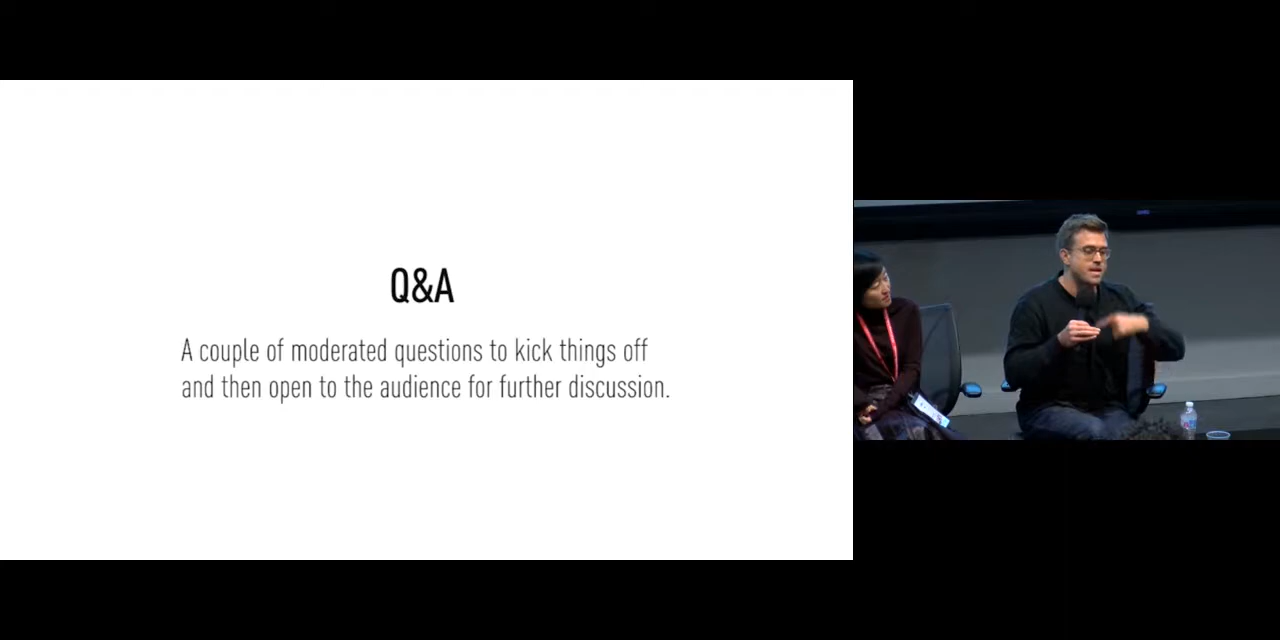 Q&A
A couple of moderated questions to kick things off
and then open to the audience for further discussion.